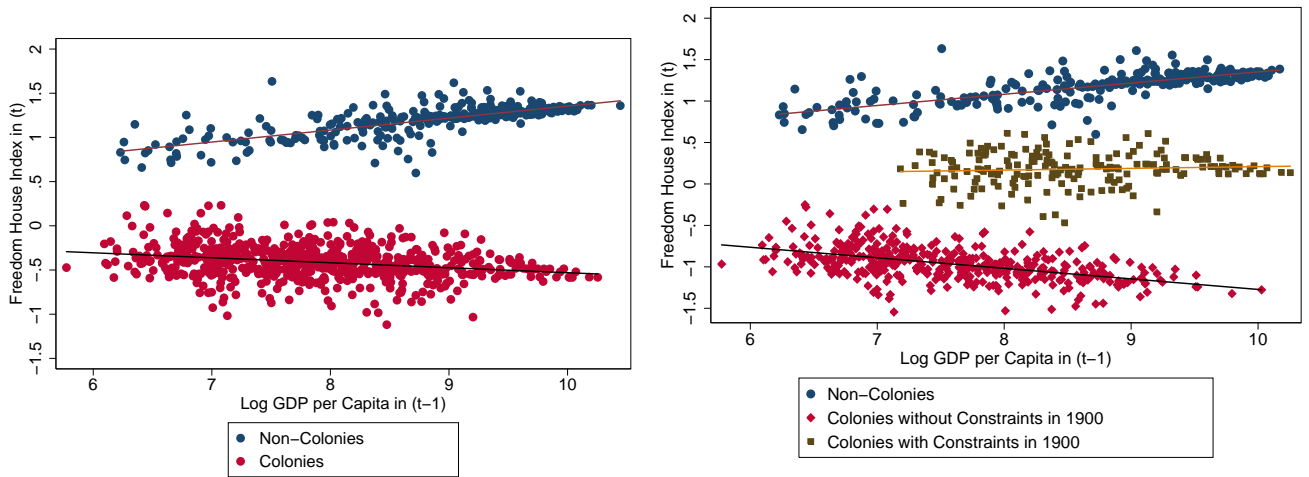 2
1.5
1
.5
0
−.5
−1
−1.5
Freedom House Index in (t)
6 7 8 9 10
Log GDP per Capita in (t−1)
Non−Colonies
Colonies
2
1.5
1
.5
0
−.5
−1
−1.5
Freedom House Index in (t)
6 7 8 9 10
Log GDP per Capita in (t−1)
Non−Colonies
Colonies without Constraints in 1900
Colonies with Constraints in 1900